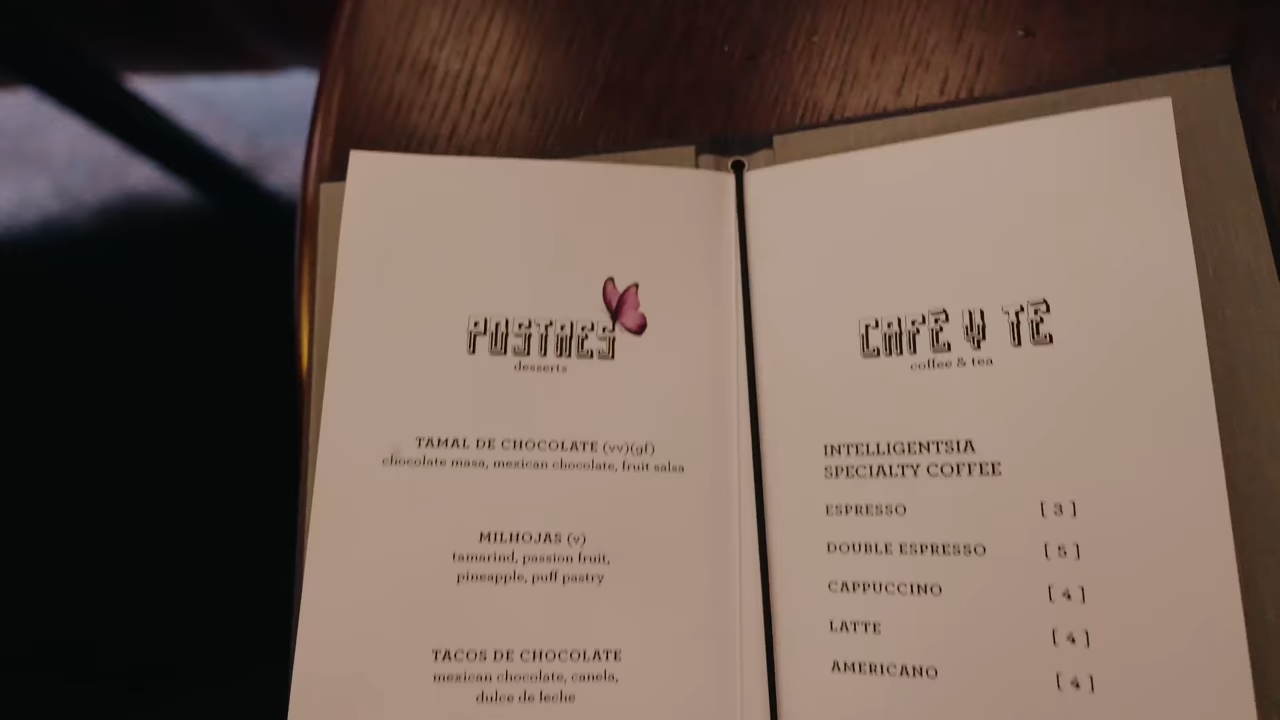 POSTRES
desserts
TAMAL DE CHOCOLATE (vv)(gf)
chocolate masa, mexican chocolate, fruit salsa
MILHOJAS (v)
tamarind, passion fruit,
pineapple, puff pastry
TACOS DE CHOCOLATE
mexican chocolate, canela,
dulce de leche
CAFÉ Y TÉ
coffee & tea
INTELLIGENTSIA
SPECIALTY COFFEE
ESPRESSO [ 3 ]
DOUBLE ESPRESSO [ 5 ]
CAPPUCCINO [ 4 ]
LATTE [ 4 ]
AMERICANO [ 4 ]